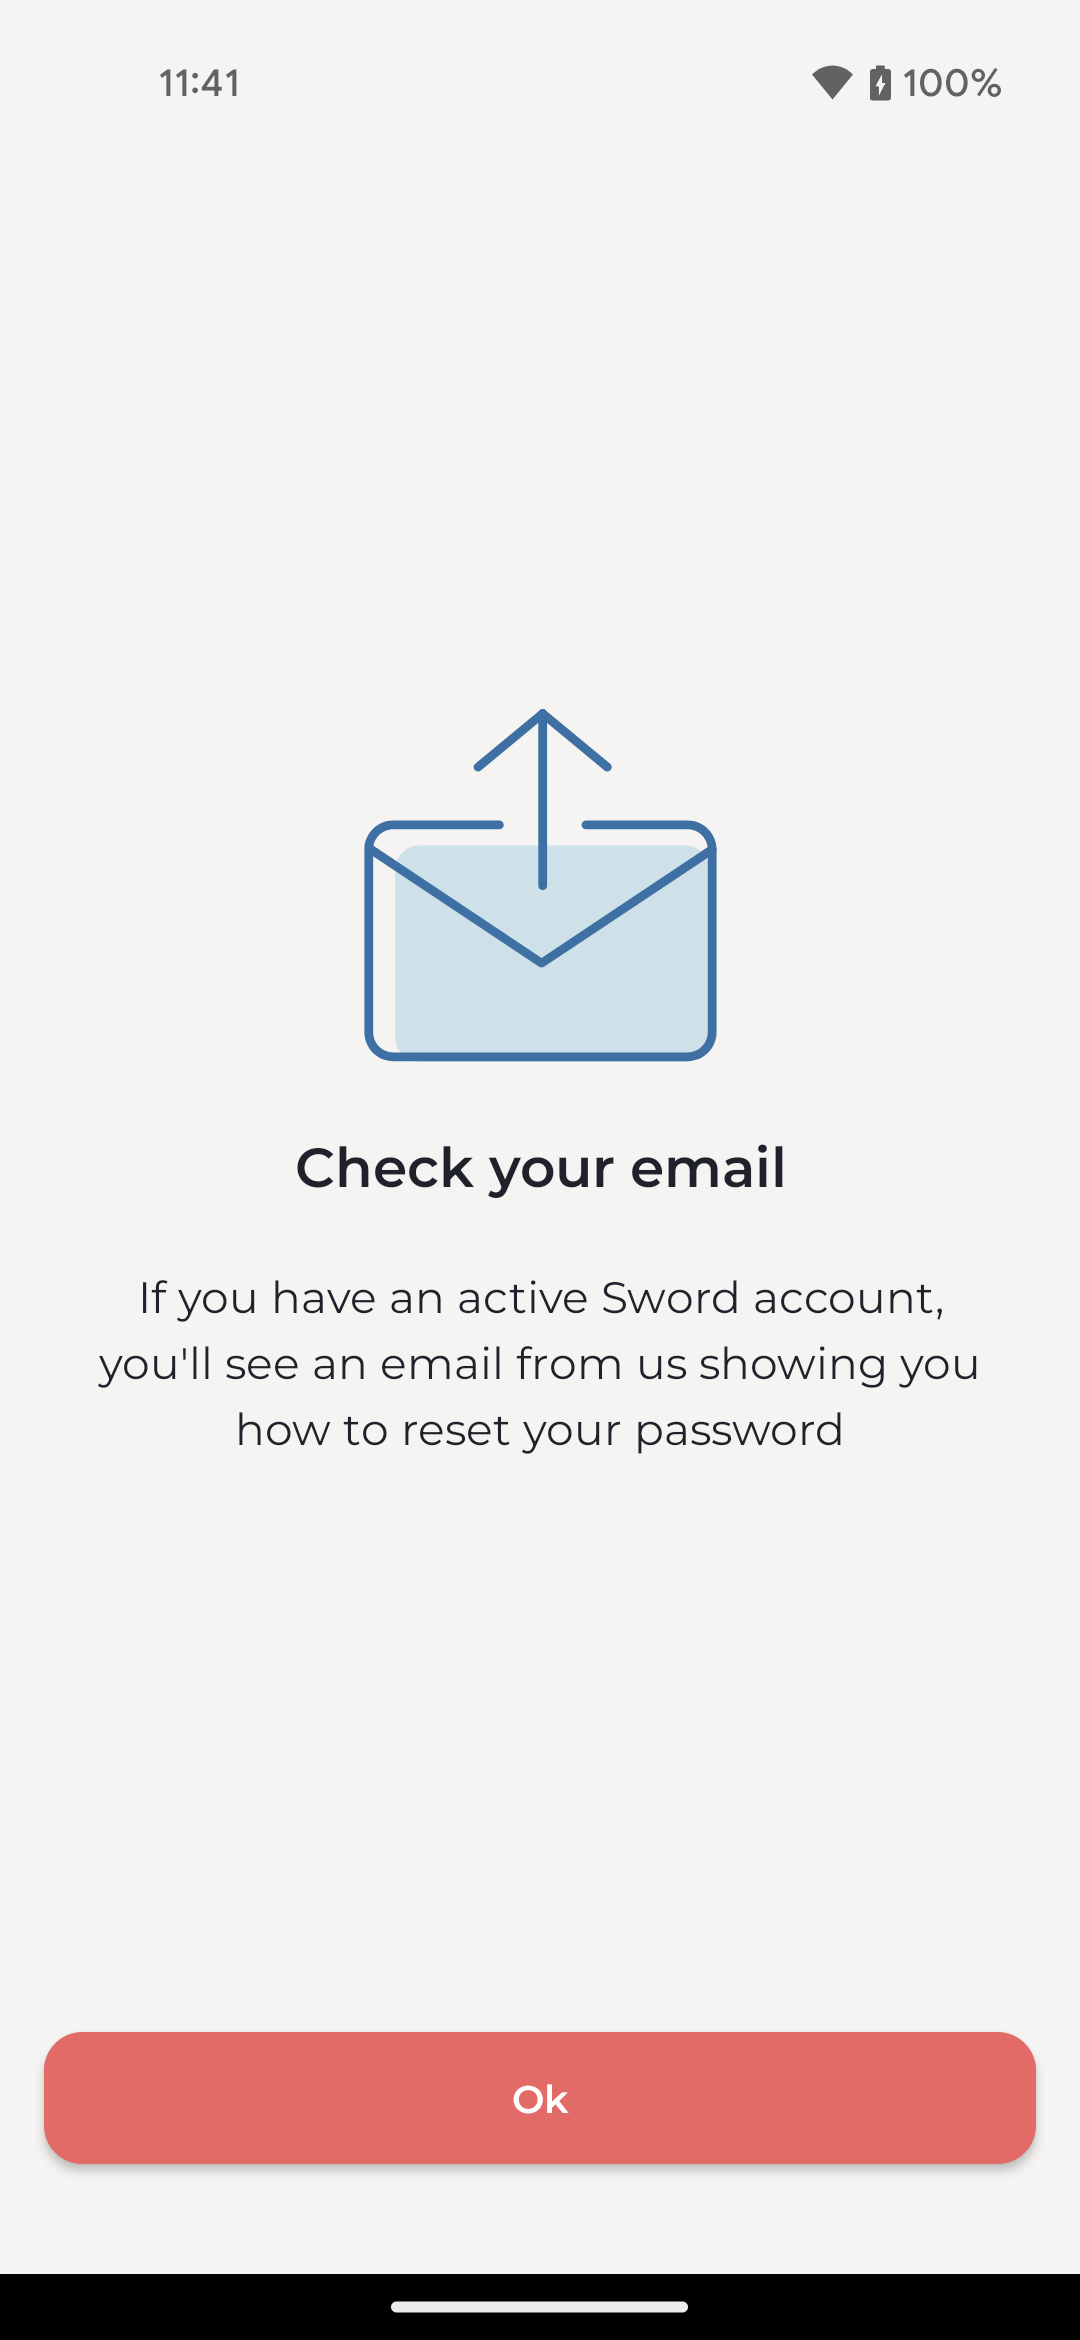 11:41
100%
Check your email
If you have an active Sword account,
you'll see an email from us showing you
how to reset your password
Ok